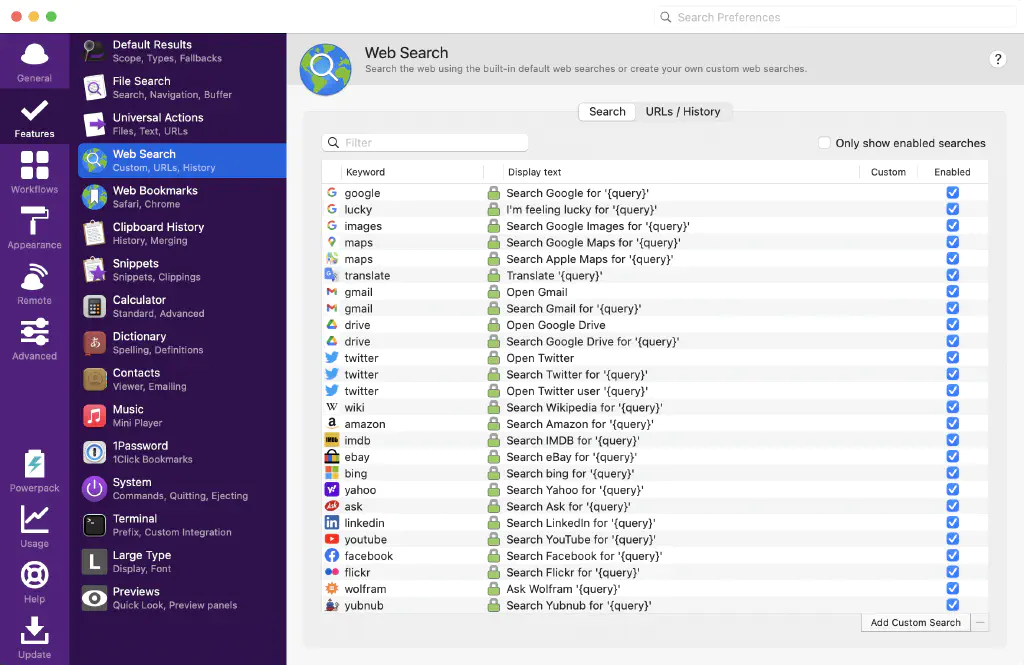 Search Preferences
General
Features
Workflows
Appearance
Remote
Advanced
Powerpack
Usage
Help
Update
Default Results
Scope, Types, Fallbacks
File Search
Search, Navigation, Buffer
Universal Actions
Files, Text, URLs
Web Search
Custom, URLs, History
Web Bookmarks
Safari, Chrome
Clipboard History
History, Merging
Snippets
Snippets, Clippings
Calculator
Standard, Advanced
Dictionary
Spelling, Definitions
Contacts
Viewer, Emailing
Music
Mini Player
1Password
1Click Bookmarks
System
Commands, Quitting, Ejecting
Terminal
Prefix, Custom Integration
L
Large Type
Display, Font
Previews
Quick Look, Preview panels
Web Search
Search the web using the built-in default web searches or create your own custom web searches.
?
Search URLs / History
Filter
Only show enabled searches
Keyword Display text Custom Enabled
google Search Google for '{query}'
lucky I'm feeling lucky for '{query}'
images Search Google Images for '{query}'
maps Search Google Maps for '{query}'
maps Search Apple Maps for '{query}'
translate Translate '{query}'
gmail Open Gmail
gmail Search Gmail for '{query}'
drive Open Google Drive
drive Search Google Drive for '{query}'
twitter Open Twitter
twitter Search Twitter for '{query}'
twitter Open Twitter user '{query}'
wiki Search Wikipedia for '{query}'
amazon Search Amazon for '{query}'
imdb Search IMDB for '{query}'
ebay Search eBay for '{query}'
bing Search bing for '{query}'
yahoo Search Yahoo for '{query}'
ask Search Ask for '{query}'
linkedin Search LinkedIn for '{query}'
youtube Search YouTube for '{query}'
facebook Search Facebook for '{query}'
flickr Search Flickr for '{query}'
wolfram Ask Wolfram '{query}'
yubnub Search Yubnub for '{query}'
Add Custom Search